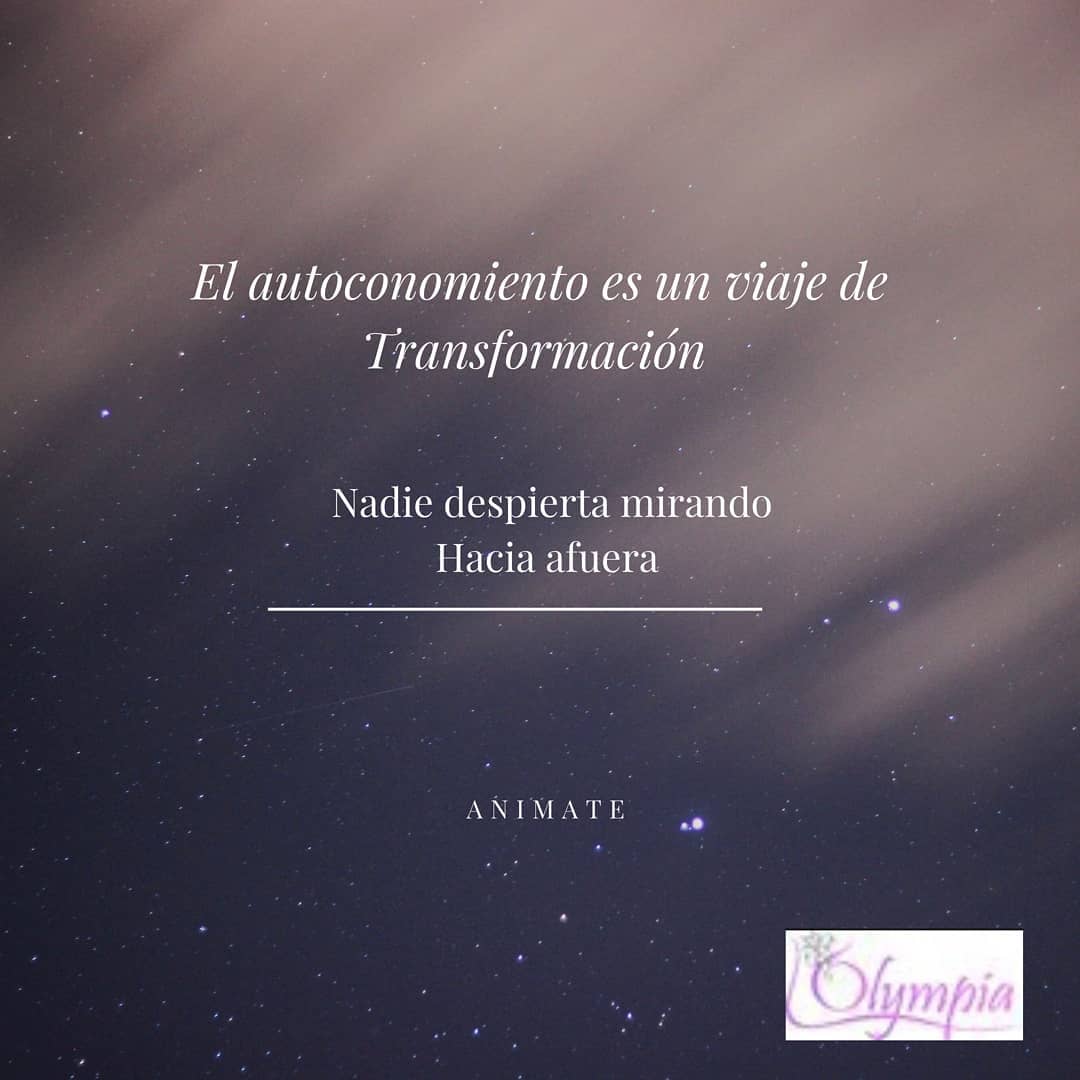 El autoconomiento es un viaje de
Transformación
Nadie despierta mirando
Hacia afuera
ANIMATE
Olympia